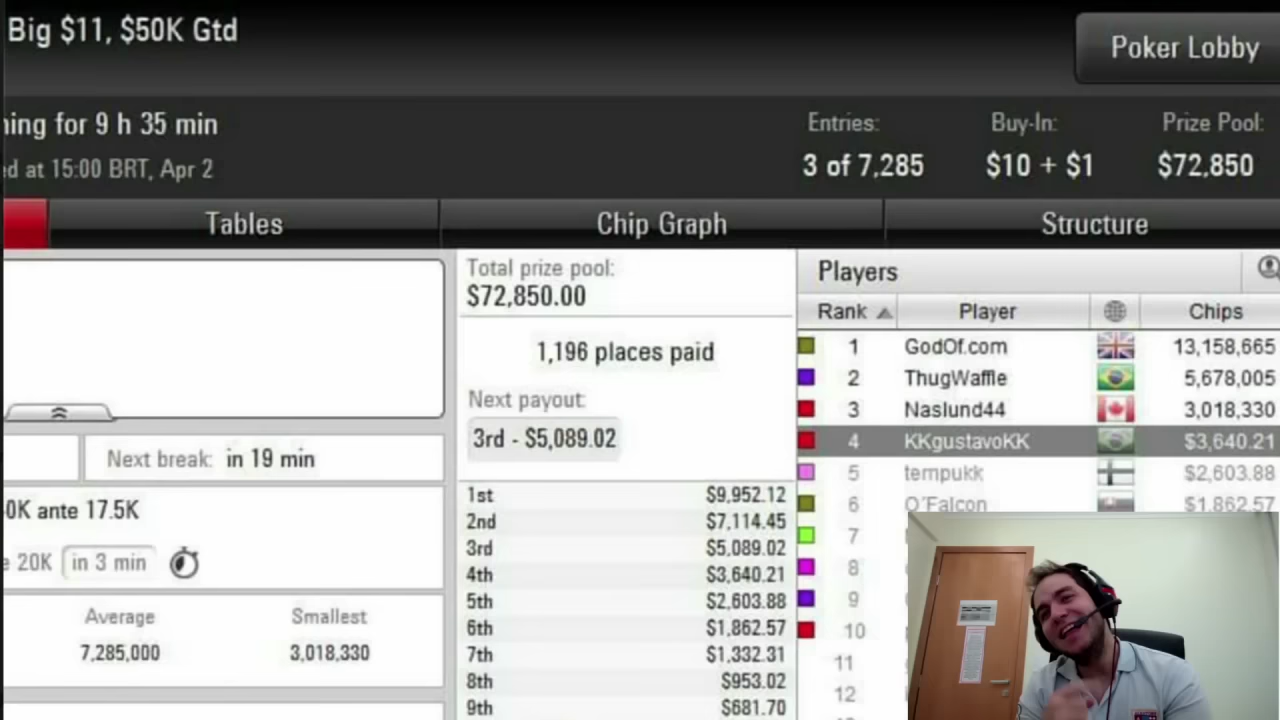 Big $11, $50K Gtd
Poker Lobby
ning for 9 h 35 min
ed at 15:00 BRT, Apr 2
Entries:
Buy-In:
Prize Pool:
3 of 7,285
$10 + $1
$72,850
Tables
Chip Graph
Structure
Total prize pool:
$72,850.00
1,196 places paid
Next payout:
3rd - $5,089.02
Next break: in 19 min
0K ante 17.5K
e 20K in 3 min
Average
Smallest
7,285,000
3,018,330
1st $9,952.12
2nd $7,114.45
3rd $5,089.02
4th $3,640.21
5th $2,603.88
6th $1,862.57
7th $1,332.31
8th $953.02
9th $681.70
Players
Rank Player Chips
1 GodOf.com 13,158,665
2 ThugWaffle 5,678,005
3 Naslund44 3,018,330
4 KKgustavoKK $3,640.21
5 tempukk $2,603.88
6 O´Falcon $1,862.57
7
8
9
10
11
12